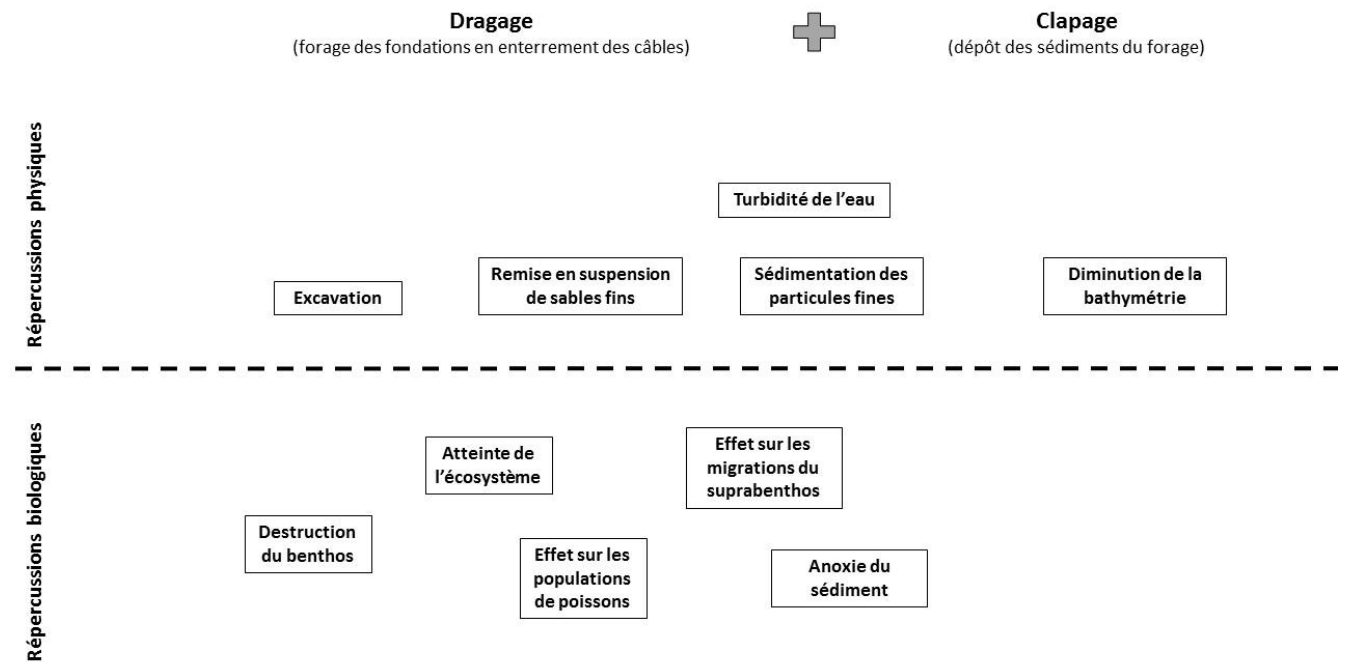 Dragage
(forage des fondations en enterrement des câbles)
Clapage
(dépôt des sédiments du forage)
Répercussions physiques
Turbidité de l'eau
Excavation
Remise en suspension
de sables fins
Sédimentation des
particules fines
Diminution de la
bathymétrie
Répercussions biologiques
Atteinte de
l'écosystème
Effet sur les
migrations du
suprabenthos
Destruction
du benthos
Effet sur les
populations
de poissons
Anoxie du
sédiment